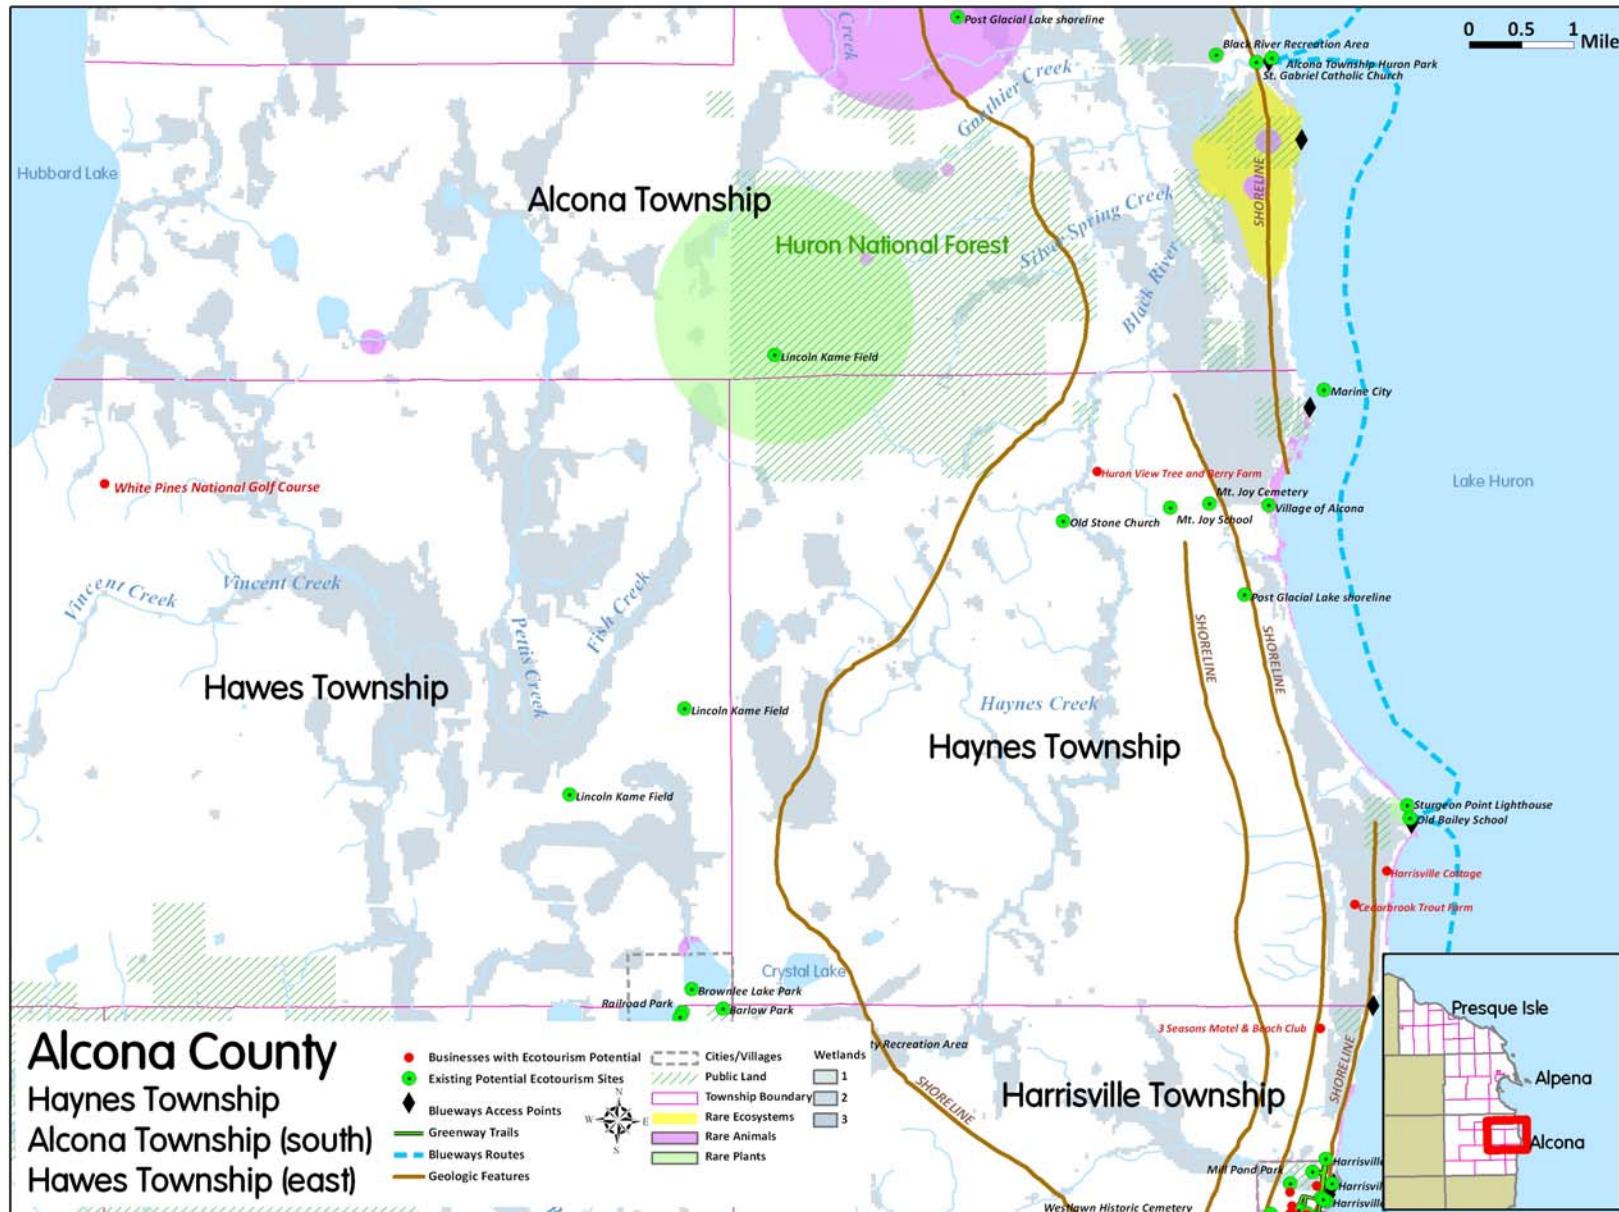 Post Glacial Lake shoreline
Creek
Black River Recreation Area
Alcona Township Huron Park
St. Gabriel Catholic Church
0 0.5 1
Mile
Gonthier Creek
Hubbard Lake
Alcona Township
Huron National Forest
Silver Spring Creek
Black River
SHORELINE
Lincoln Kame Field
Marine City
White Pines National Golf Course
Huron View Tree and Berry Farm
Lake Huron
Mt. Joy Cemetery
Village of Alcona
Old Stone Church
Mt. Joy School
Vincent Creek
Vincent Creek
Pettis Creek
Fish Creek
Post Glacial Lake shoreline
SHORELINE
SHORELINE
Hawes Township
Lincoln Kame Field
Haynes Creek
Haynes Township
Lincoln Kame Field
Sturgeon Point Lighthouse
Old Bailey School
Harrisville Cottage
Cedarbrook Trout Farm
Crystal Lake
Brownlee Lake Park
Railroad Park
Barlow Park
3 Seasons Motel & Beach Club
ty Recreation Area
SHORELINE
SHORELINE
Harrisville Township
Mill Pond Park
Harrisville
Harrisvil
Harrisville
Westlawn Historic Cemetery
Alcona County
Haynes Township
Alcona Township (south)
Hawes Township (east)
Businesses with Ecotourism Potential
Existing Potential Ecotourism Sites
Blueways Access Points
Greenway Trails
Blueways Routes
Geologic Features
N
W E
S
Cities/Villages
Public Land
Township Boundary
Rare Ecosystems
Rare Animals
Rare Plants
Wetlands
1
2
3
Presque Isle
Alpena
Alcona